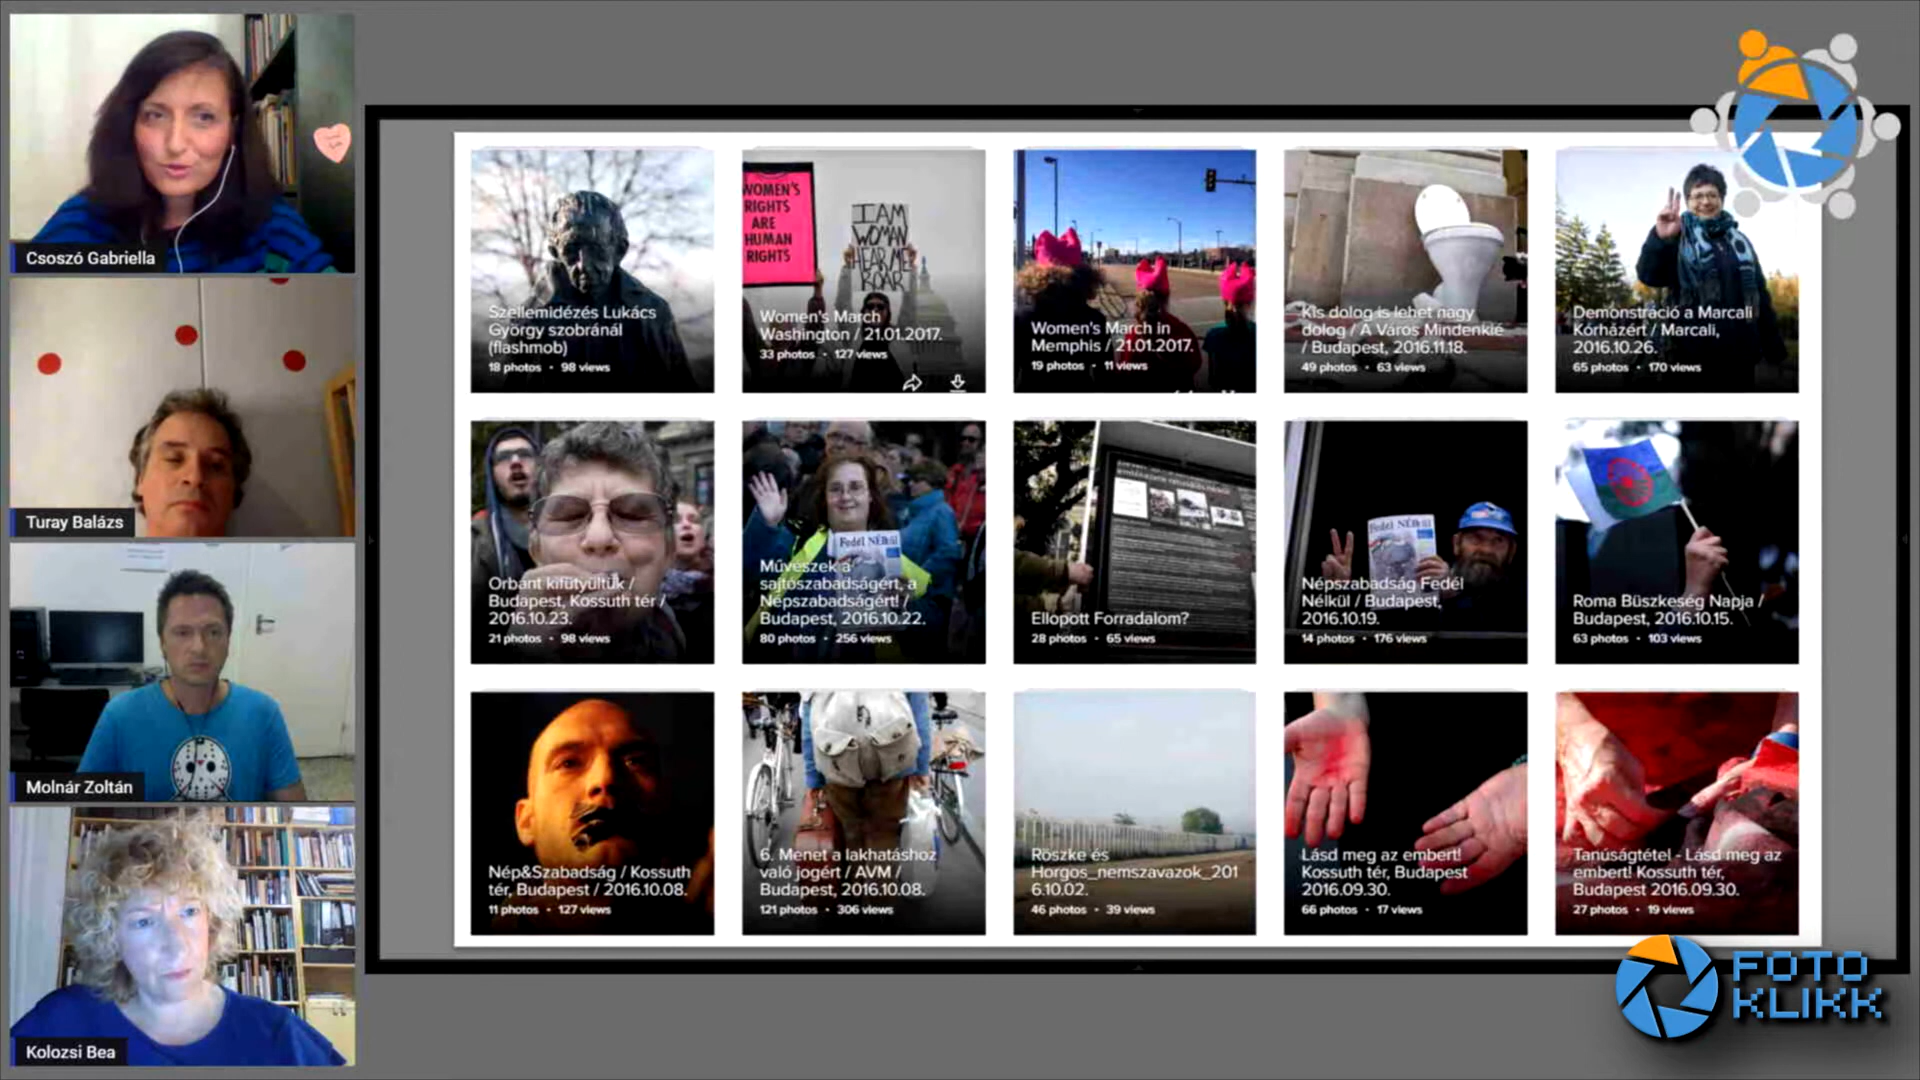 Csoszó Gabriella
Turay Balázs
Molnár Zoltán
Kolozsi Bea
Szellemidézés Lukács
György szobránál
(flashmob)
18 photos • 98 views
WOMEN'S
RIGHTS
ARE
HUMAN
RIGHTS
I AM
WOMAN
HEAR ME
ROAR
Women's March
Washington / 21.01.2017.
33 photos • 127 views
Women's March in
Memphis / 21.01.2017.
19 photos • 11 views
Kis dolog is lehet nagy
dolog / A Város Mindenkié
/ Budapest, 2016.11.18.
49 photos • 63 views
Demonstráció a Marcali
Kórházért / Marcali,
2016.10.26.
65 photos • 170 views
Orbánt kifütyültük /
Budapest, Kossuth tér /
2016.10.23.
21 photos • 98 views
Fedél NÉlkül
Művészek a
sajtószabadságért, a
Népszabadságért! /
Budapest, 2016.10.22.
80 photos • 256 views
Ellopott Forradalom?
28 photos • 65 views
Fedél NÉlkül
Népszabadság Fedél
Nélkül / Budapest,
2016.10.19.
14 photos • 176 views
Roma Büszkeség Napja /
Budapest, 2016.10.15.
63 photos • 103 views
Nép&Szabadság / Kossuth
tér, Budapest / 2016.10.08.
11 photos • 127 views
6. Menet a lakhatáshoz
való jogért / AVM /
Budapest, 2016.10.08.
121 photos • 306 views
Röszke és
Horgos_nemszavazok_201
6.10.02.
46 photos • 39 views
Lásd meg az embert!
Kossuth tér, Budapest
2016.09.30.
66 photos • 17 views
Tanúságtétel - Lásd meg az
embert! Kossuth tér,
Budapest 2016.09.30.
27 photos • 19 views
FOTO
KLIKK